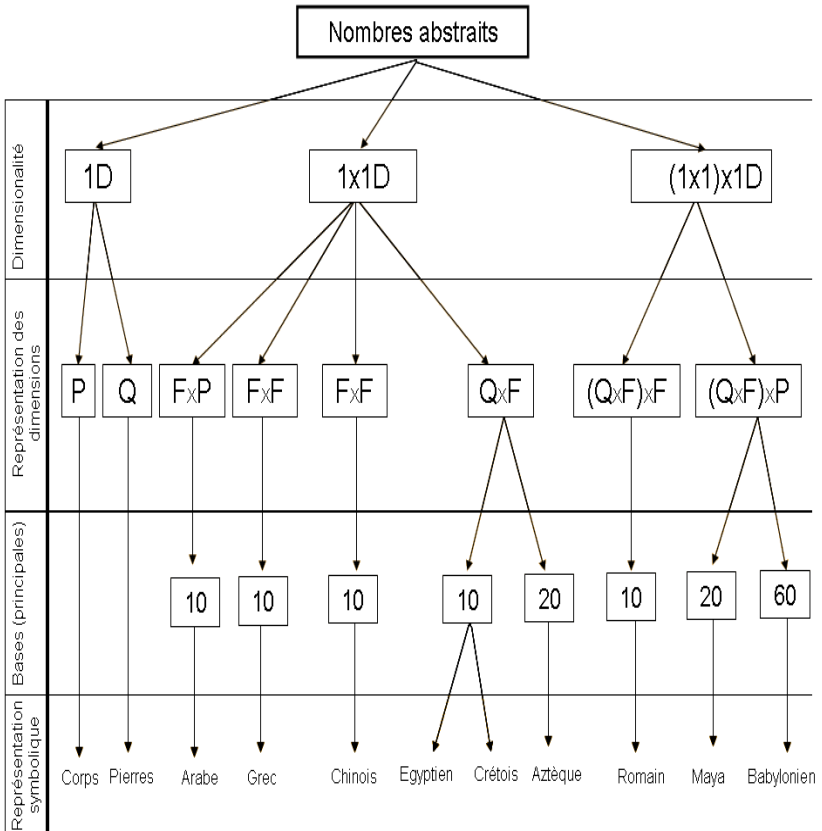 Nombres abstraits
Dimensionalité
1D
1x1D
(1x1)x1D
Représentation des
dimensions
P
Q
FxP
FxF
FxF
QxF
(QxF)xF
(QxF)xP
Bases (principales)
10
10
10
10
20
10
20
60
Représentation
symbolique
Corps
Pierres
Arabe
Grec
Chinois
Egyptien
Crétois
Aztèque
Romain
Maya
Babylonien